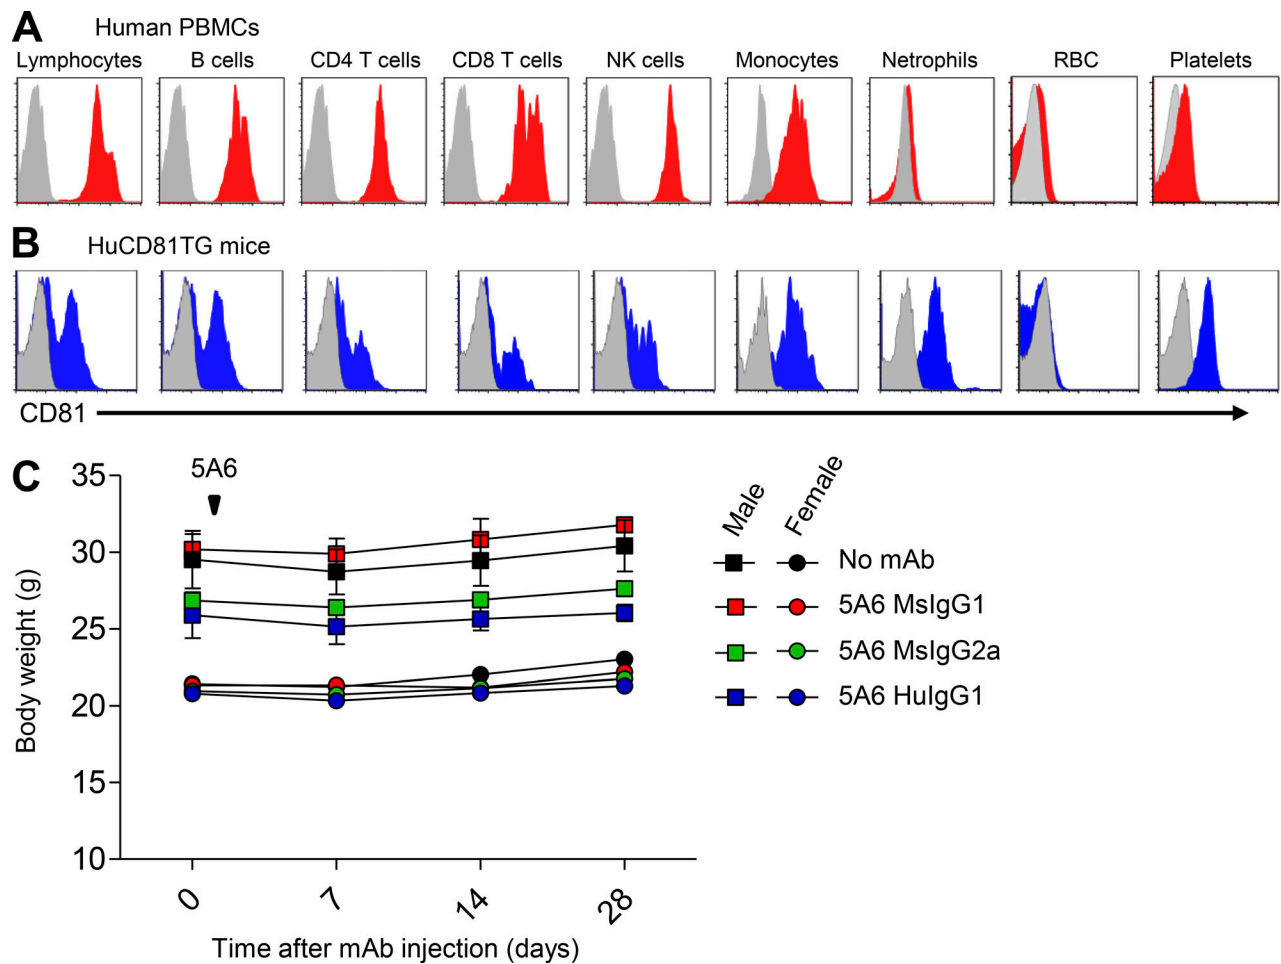 A Human PBMCs
Lymphocytes B cells CD4 T cells CD8 T cells NK cells Monocytes Netrophils RBC Platelets
B HuCD81TG mice
CD81
C
5A6
35
30
25
20
15
10
Body weight (g)
0 7 14 28
Time after mAb injection (days)
Male Female
No mAb
5A6 MsIgG1
5A6 MsIgG2a
5A6 HuIgG1